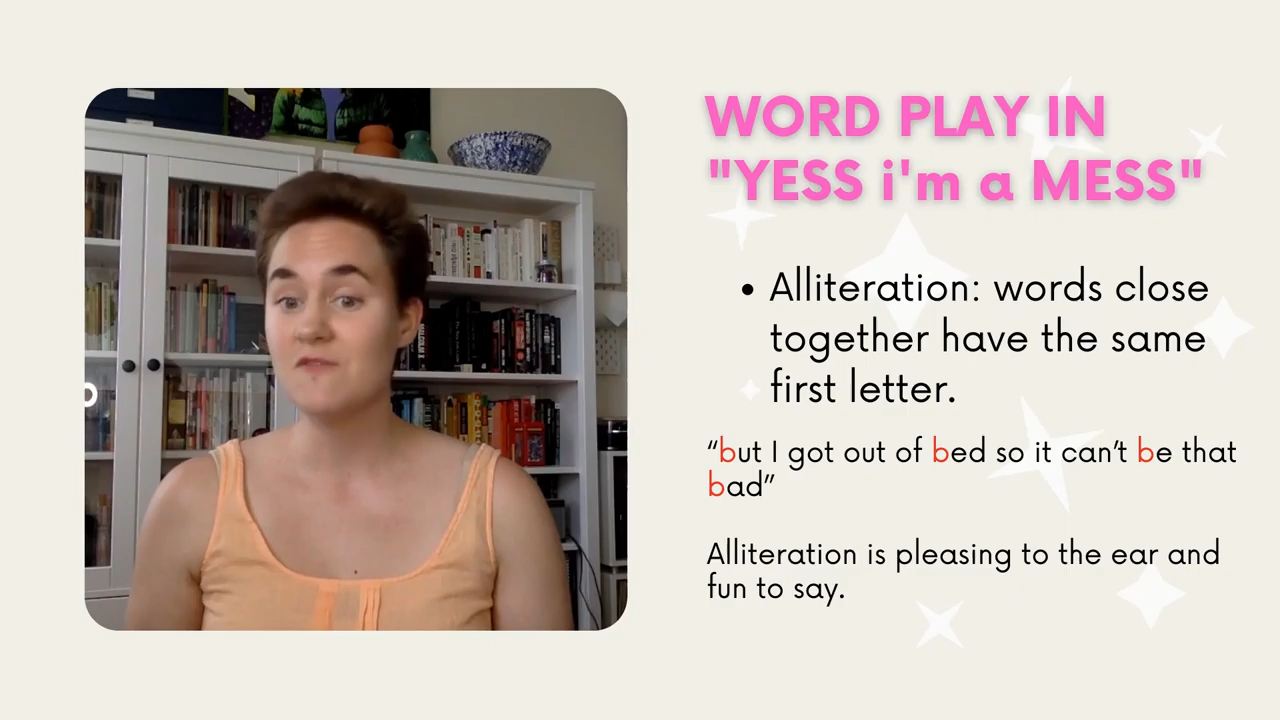 WORD PLAY IN
"YESS i'm a MESS"
• Alliteration: words close
together have the same
first letter.
“but I got out of bed so it can’t be that
bad”
Alliteration is pleasing to the ear and
fun to say.